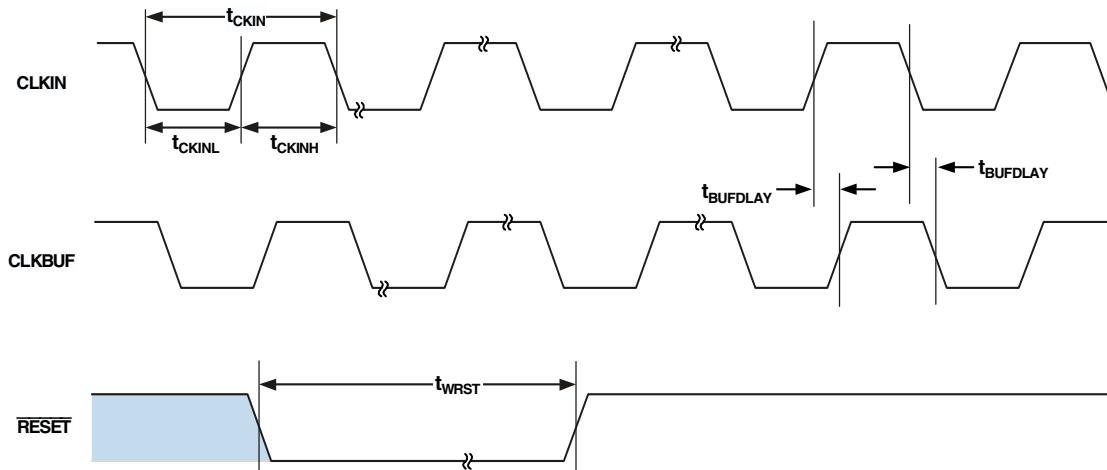 tCKIN
CLKIN
tCKINL
tCKINH
tBUFDLAY
tBUFDLAY
CLKBUF
tWRST
RESET